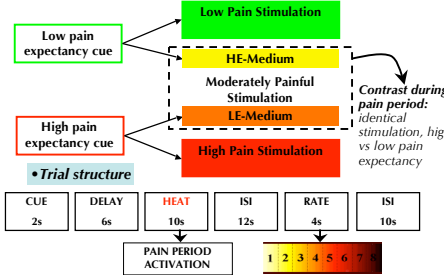 Low pain
expectancy cue
Low Pain Stimulation
HE-Medium
Moderately Painful
Stimulation
LE-Medium
High pain
expectancy cue
High Pain Stimulation
Contrast during
pain period:
identical
stimulation, hig
vs low pain
expectancy
•Trial structure
CUE
2s
DELAY
6s
HEAT
10s
ISI
12s
RATE
4s
ISI
10s
PAIN PERIOD
ACTIVATION
1 2 3 4 5 6 7 8